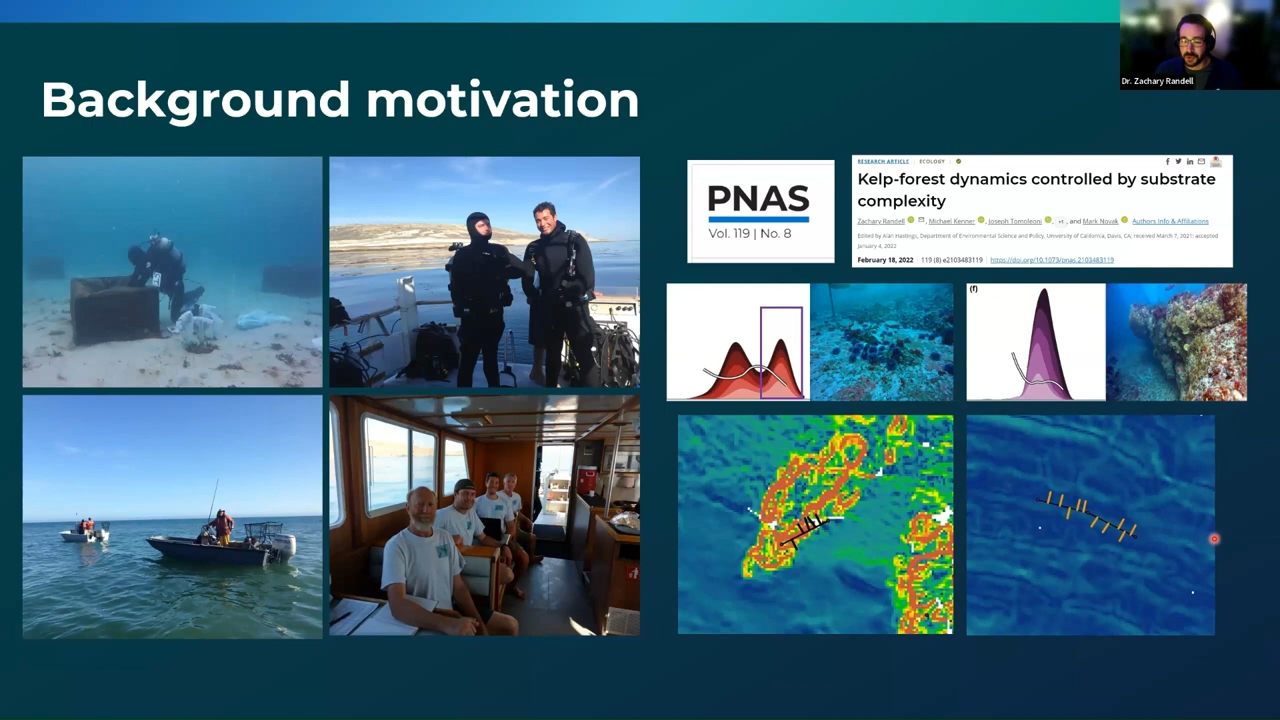 Dr. Zachary Randell
Background motivation
PNAS
Vol. 119 | No. 8
RESEARCH ARTICLE | ECOLOGY
Kelp-forest dynamics controlled by substrate
complexity
Zachary Randell, Michael Kenner, Joseph Tomoleoni, +1, and Mark Novak Authors Info & Affiliations
Edited by Alan Hastings, Department of Environmental Science and Policy, University of California, Davis, CA; received March 7, 2021; accepted
January 4, 2022
February 18, 2022 119 (8) e2103483119 https://doi.org/10.1073/pnas.2103483119
(f)